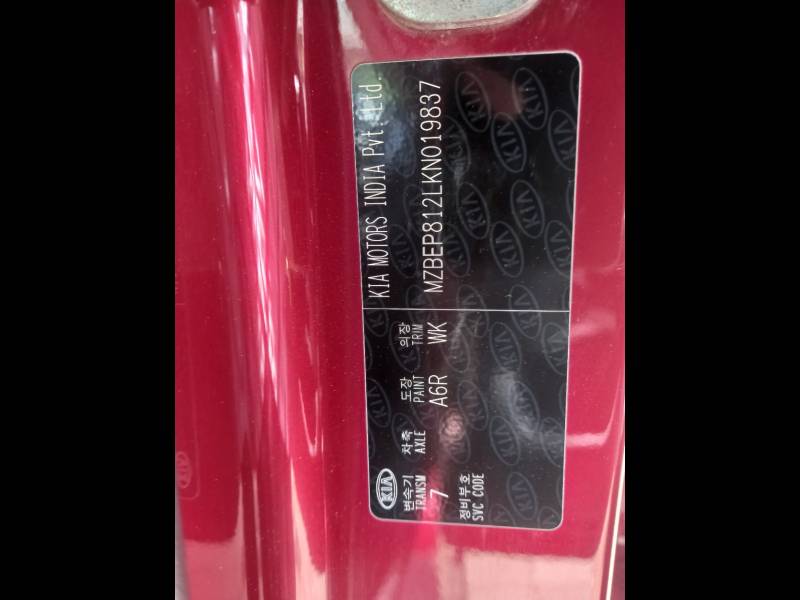 KIA MOTORS INDIA Pvt. Ltd.
MZBEP812LKN019837
KIA
변속기 차축 도장 의장
TRANSM AXLE PAINT TRIM
7 A6R WK
정비부호
SVC CODE